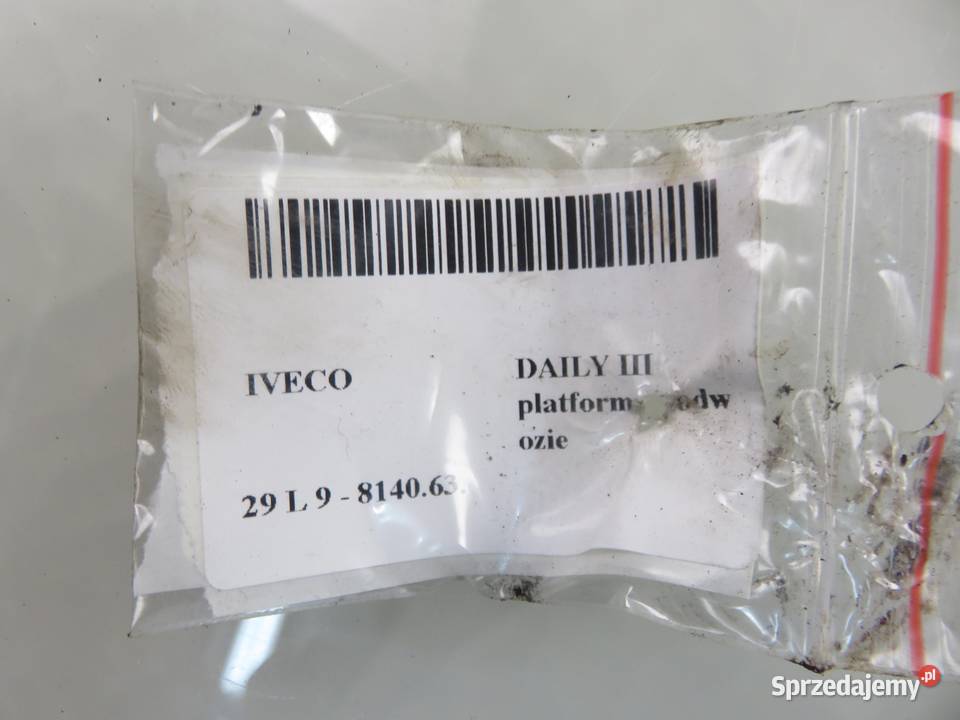 IVECO
DAILY III
platform
ozie
29 L 9 - 8140.63.
Sprzedajemy.pl